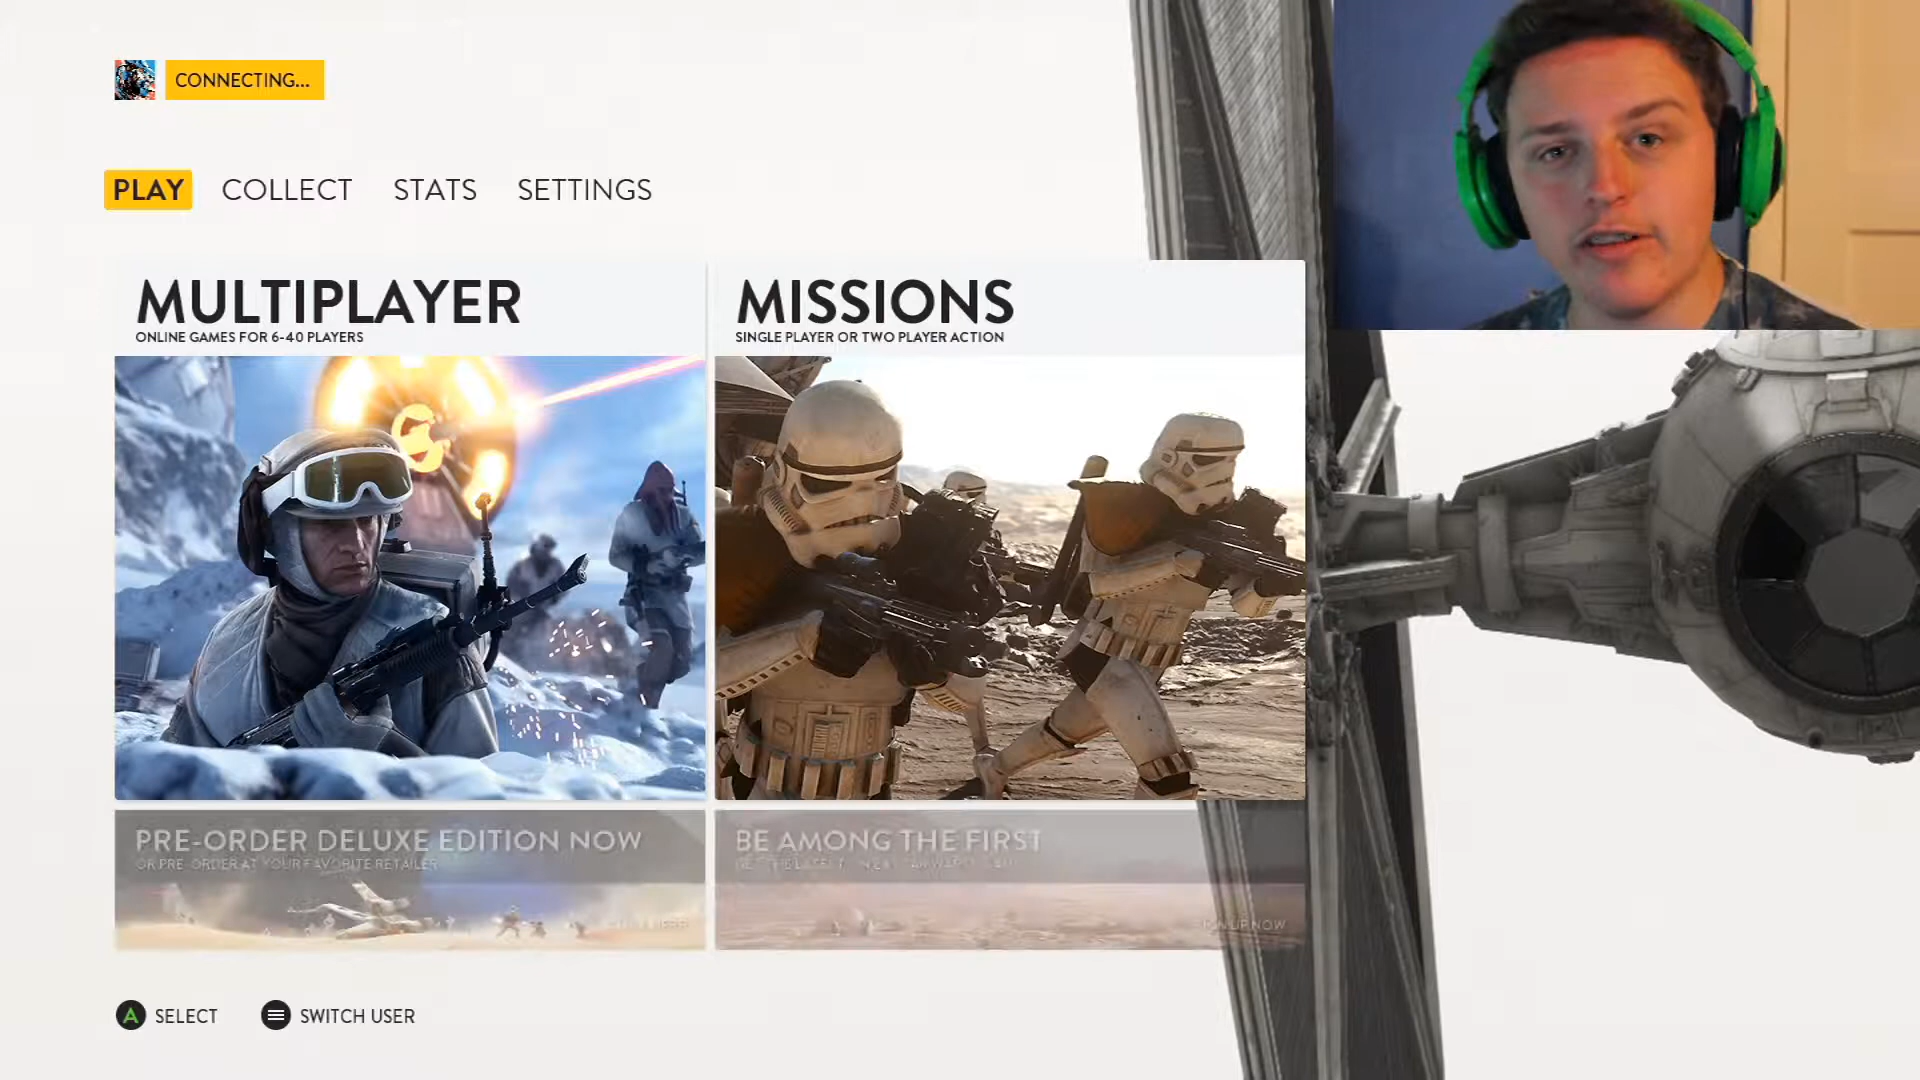 CONNECTING...
PLAY COLLECT STATS SETTINGS
MULTIPLAYER
ONLINE GAMES FOR 6-40 PLAYERS
MISSIONS
SINGLE PLAYER OR TWO PLAYER ACTION
PRE-ORDER DELUXE EDITION NOW
OR PRE-ORDER AT YOUR FAVORITE RETAILER
BE AMONG THE FIRST
UP NOW
A SELECT
SWITCH USER